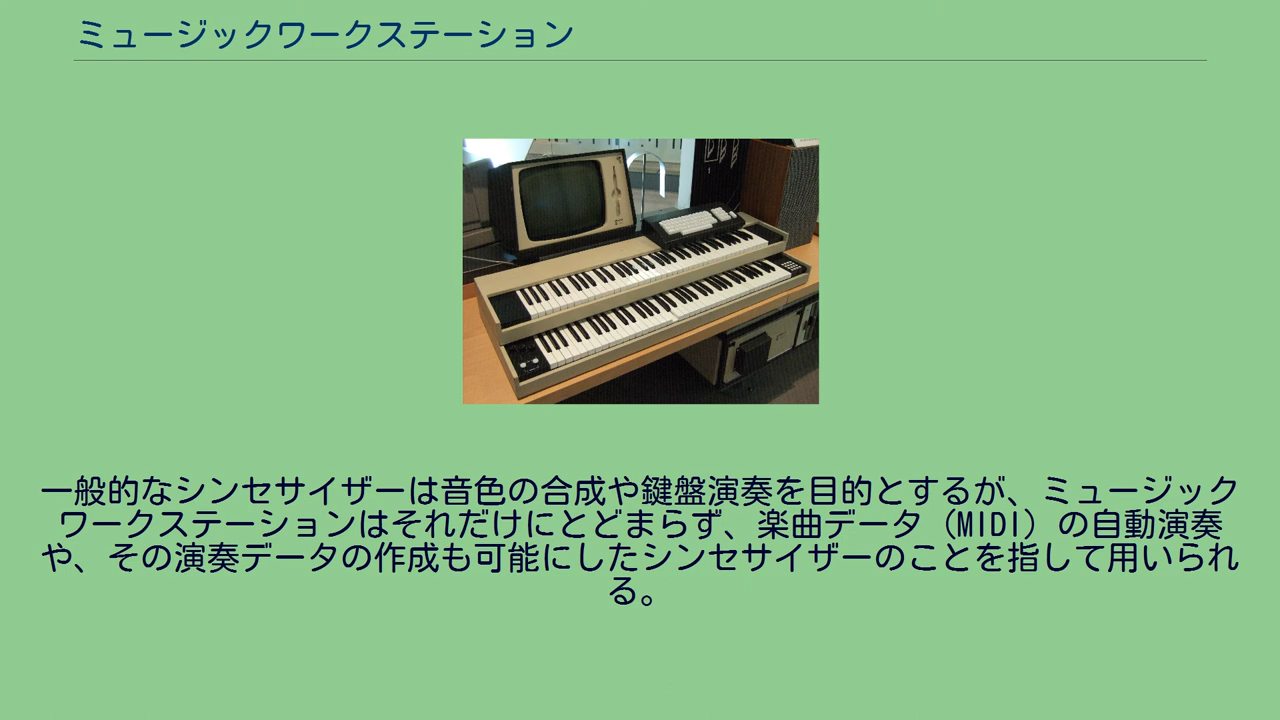 ミュージックワークステーション
一般的なシンセサイザーは音色の合成や鍵盤演奏を目的とするが、ミュージック
ワークステーションはそれだけにとどまらず、楽曲データ（MIDI）の自動演奏
や、その演奏データの作成も可能にしたシンセサイザーのことを指して用いられ
る。